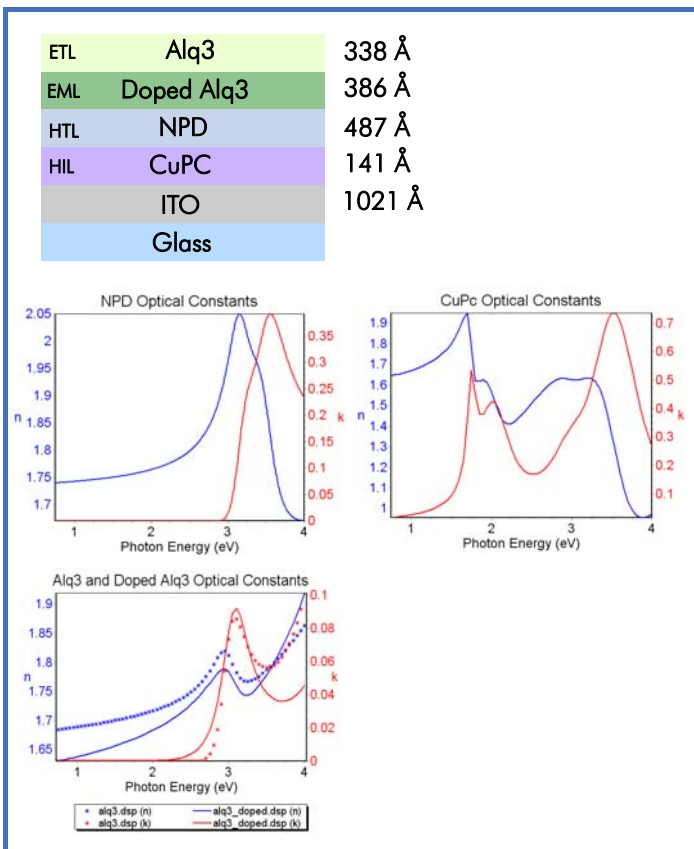 ETL Alq3 338 Å
EML Doped Alq3 386 Å
HTL NPD 487 Å
HIL CuPC 141 Å
ITO 1021 Å
Glass
NPD Optical Constants
2.05
2
1.95
1.9
1.85
1.8
1.75
1.7
n
0.35
0.3
0.25
0.2
0.15
0.1
0.05
0
k
1 2 3 4
Photon Energy (eV)
CuPc Optical Constants
1.9
1.8
1.7
1.6
1.5
1.4
1.3
1.2
1.1
1
n
0.7
0.6
0.5
0.4
0.3
0.2
0.1
k
1 2 3 4
Photon Energy (eV)
Alq3 and Doped Alq3 Optical Constants
1.9
1.85
1.8
1.75
1.7
1.65
n
0.1
0.08
0.06
0.04
0.02
0
k
1 2 3 4
Photon Energy (eV)
alq3.dsp (n) alq3_doped.dsp (n)
alq3.dsp (k) alq3_doped.dsp (k)